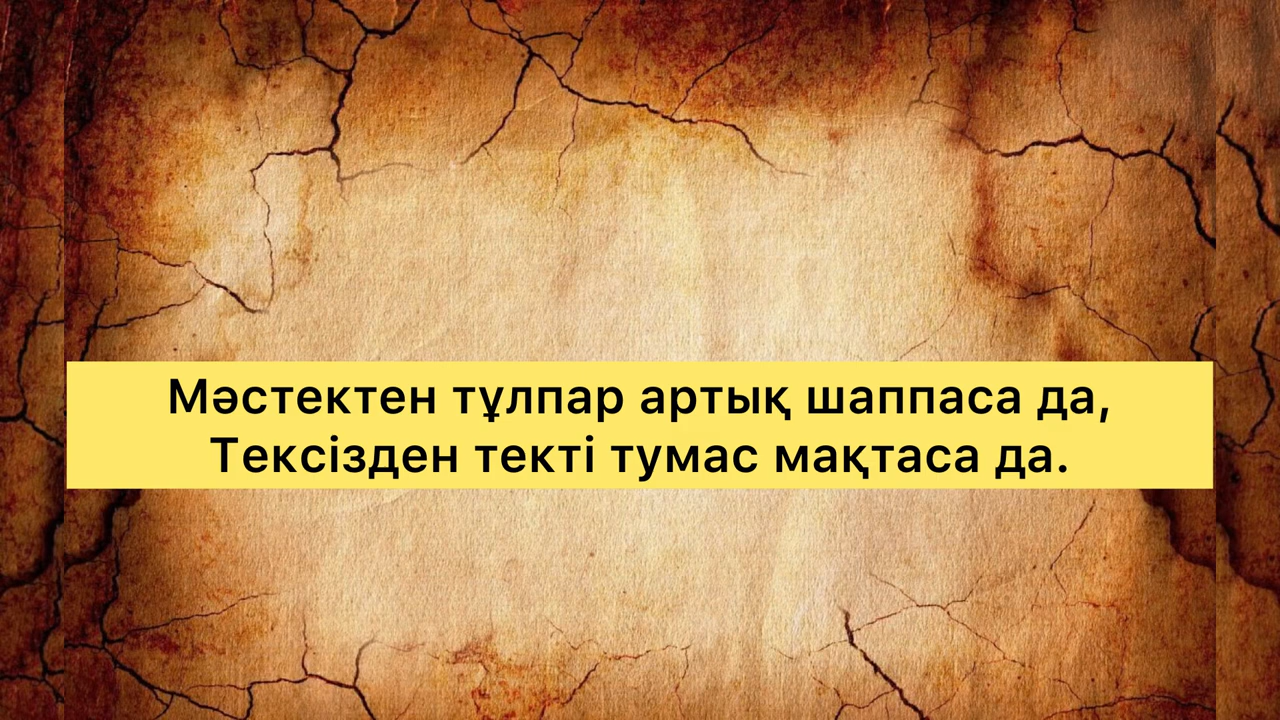 Мәстектен тұлпар артық шаппаса да,
Тексізден текті тумас мақтаса да.